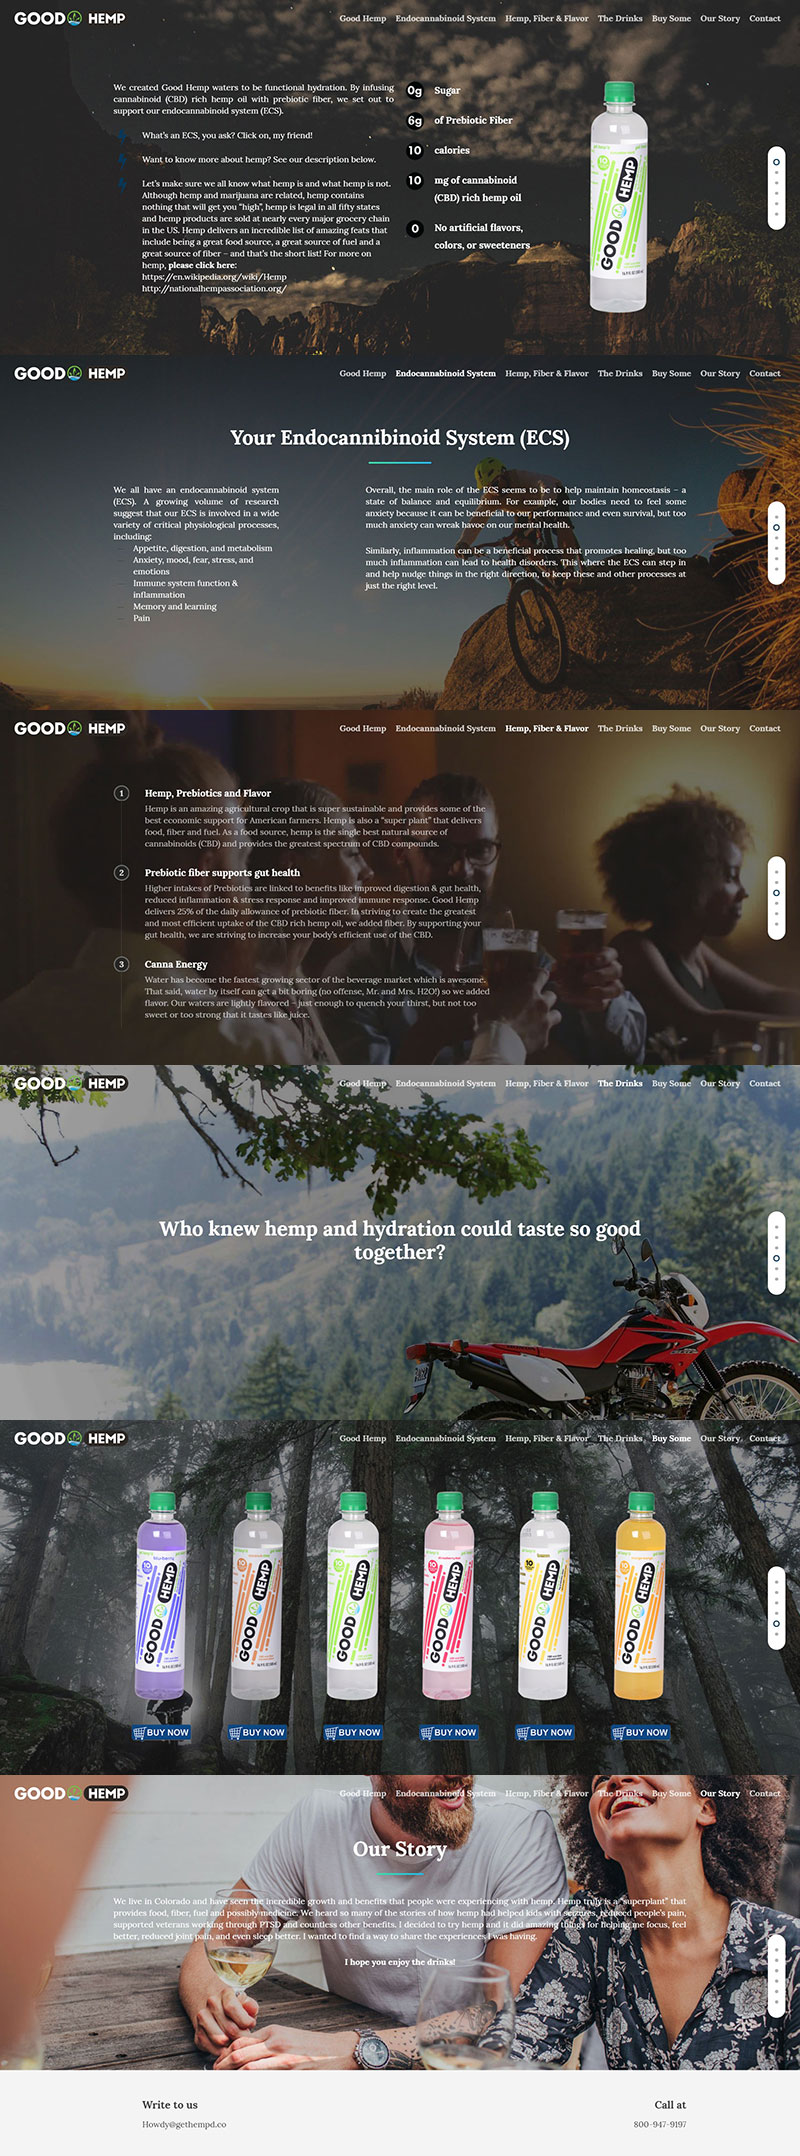 GOOD HEMP
Good Hemp Endocannabinoid System Hemp, Fiber & Flavor The Drinks Buy Some Our Story Contact
We created Good Hemp waters to be functional hydration. By infusing
cannabinoid (CBD) rich hemp oil with prebiotic fiber, we set out to
support our endocannabinoid system (ECS).
What's an ECS, you ask? Click on, my friend!
Want to know more about hemp? See our description below.
Let's make sure we all know what hemp is and what hemp is not.
Although hemp and marijuana are related, hemp contains
nothing that will get you "high", hemp is legal in all fifty states
and hemp products are sold at nearly every major grocery chain
in the US. Hemp delivers an incredible list of amazing feats that
include being a great food source, a great source of fuel and a
great source of fiber – and that's the short list! For more on
hemp, please click here:
https://en.wikipedia.org/wiki/Hemp
http://nationalhempassociation.org/
0g Sugar
6g of Prebiotic Fiber
10 calories
10 mg of cannabinoid
(CBD) rich hemp oil
0 No artificial flavors,
colors, or sweeteners
10
GOOD HEMP
GOOD HEMP
Good Hemp Endocannabinoid System Hemp, Fiber & Flavor The Drinks Buy Some Our Story Contact
Your Endocannibinoid System (ECS)
We all have an endocannabinoid system
(ECS). A growing volume of research
suggest that our ECS is involved in a wide
variety of critical physiological processes,
including:
Appetite, digestion, and metabolism
Anxiety, mood, fear, stress, and
emotions
Immune system function &
inflammation
Memory and learning
Pain
Overall, the main role of the ECS seems to be to help maintain homeostasis – a
state of balance and equilibrium. For example, our bodies need to feel some
anxiety because it can be beneficial to our performance and even survival, but too
much anxiety can wreak havoc on our mental health.
Similarly, inflammation can be a beneficial process that promotes healing, but too
much inflammation can lead to health disorders. This where the ECS can step in
and help nudge things in the right direction, to keep these and other processes at
just the right level.
GOOD HEMP
Good Hemp Endocannabinoid System Hemp, Fiber & Flavor The Drinks Buy Some Our Story Contact
1 Hemp, Prebiotics and Flavor
Hemp is an amazing agricultural crop that is super sustainable and provides some of the
best economic support for American farmers. Hemp is also a "super plant" that delivers
food, fiber and fuel. As a food source, hemp is the single best natural source of
cannabinoids (CBD) and provides the greatest spectrum of CBD compounds.
2 Prebiotic fiber supports gut health
Higher intakes of Prebiotics are linked to benefits like improved digestion & gut health,
reduced inflammation & stress response and improved immune response. Good Hemp
delivers 25% of the daily allowance of prebiotic fiber. In striving to create the greatest
and most efficient uptake of the CBD rich hemp oil, we added fiber. By supporting your
gut health, we are striving to increase your body's efficient use of the CBD.
3 Canna Energy
Water has become the fastest growing sector of the beverage market which is awesome.
That said, water by itself can get a bit boring (no offense, Mr. and Mrs. H2O!) so we added
flavor. Our waters are lightly flavored – just enough to quench your thirst, but not too
sweet or too strong that it tastes like juice.
GOOD HEMP
Good Hemp Endocannabinoid System Hemp, Fiber & Flavor The Drinks Buy Some Our Story Contact
Who knew hemp and hydration could taste so good
together?
GOOD HEMP
Good Hemp Endocannabinoid System Hemp, Fiber & Flavor The Drinks Buy Some Our Story Contact
10 10 10 10 10 10
GOOD HEMP GOOD HEMP GOOD HEMP GOOD HEMP GOOD HEMP GOOD HEMP
BUY NOW BUY NOW BUY NOW BUY NOW BUY NOW BUY NOW
GOOD HEMP
Good Hemp Endocannabinoid System Hemp, Fiber & Flavor The Drinks Buy Some Our Story Contact
Our Story
We live in Colorado and have seen the incredible growth and benefits that people were experiencing with hemp. Hemp truly is a "superplant" that
provides food, fiber, fuel and possibly medicine. We heard so many of the stories of how hemp had helped kids with seizures, reduced people's pain,
supported veterans working through PTSD and countless other benefits. I decided to try hemp and it did amazing things for helping me focus, feel
better, reduced joint pain, and even sleep better. I wanted to find a way to share the experiences I was having.
I hope you enjoy the drinks!
Write to us
Howdy@gethempd.co
Call at
800-947-9197